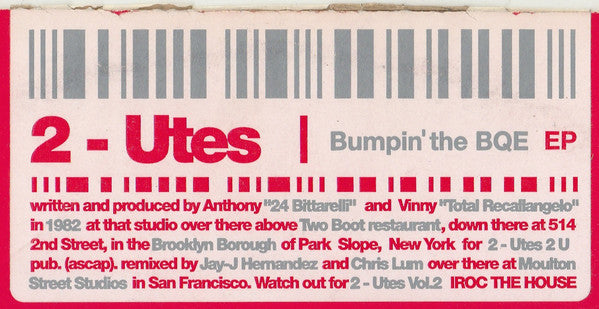 2 - Utes | Bumpin' the BQE EP
written and produced by Anthony "24 Bittarelli" and Vinny "Total Recallangelo"
in 1982 at that studio over there above Two Boot restaurant, down there at 514
2nd Street, in the Brooklyn Borough of Park Slope, New York for 2 - Utes 2 U
pub. (ascap). remixed by Jay-J Hernandez and Chris Lum over there at Moulton
Street Studios in San Francisco. Watch out for 2 - Utes Vol.2 IROC THE HOUSE